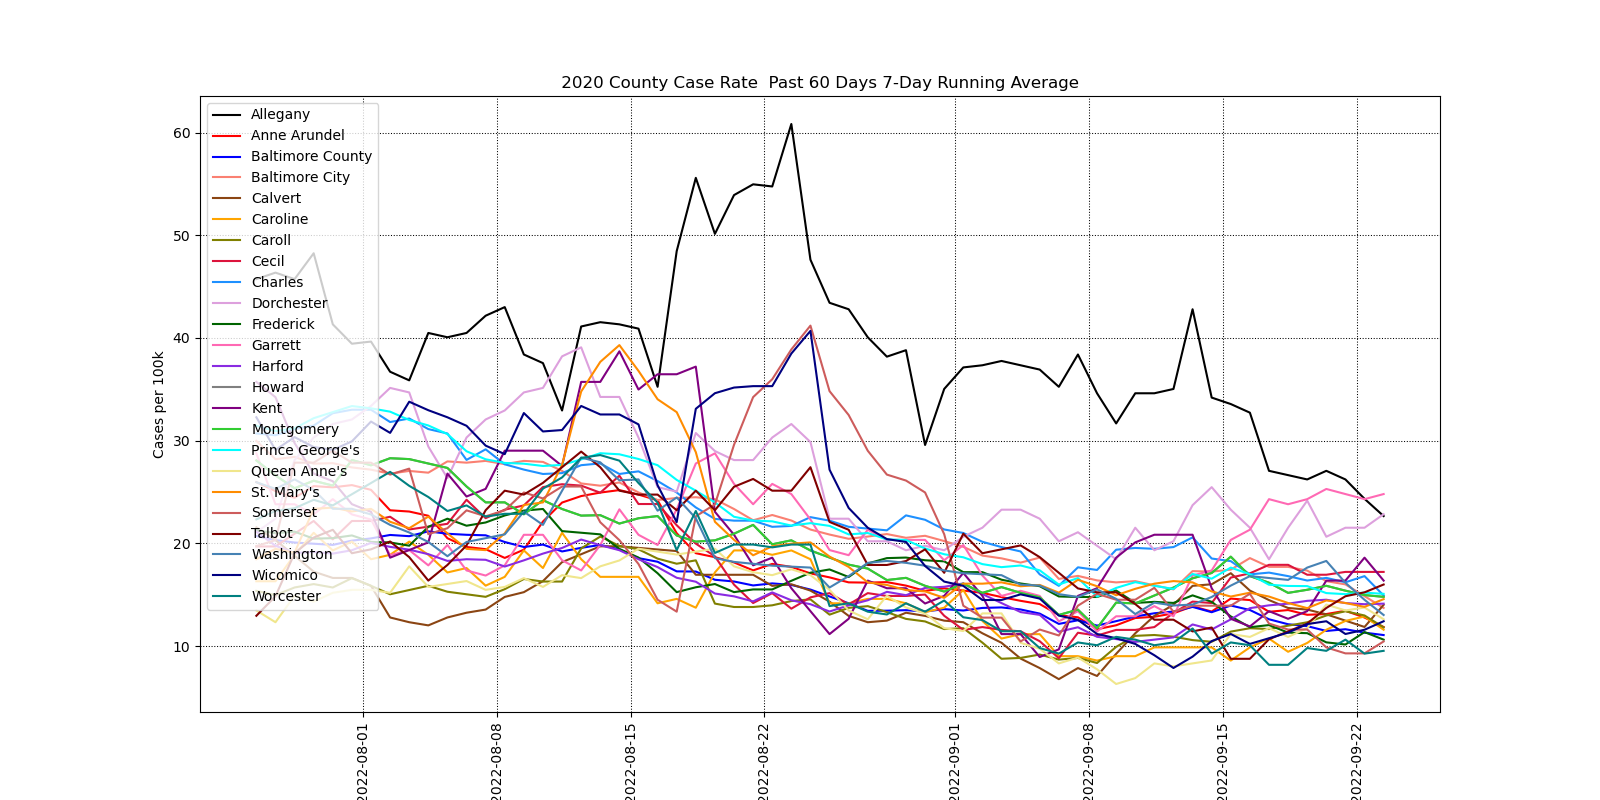 2020 County Case Rate  Past 60 Days 7-Day Running Average
Cases per 100k
60
50
40
30
20
10
Allegany
Anne Arundel
Baltimore County
Baltimore City
Calvert
Caroline
Caroll
Cecil
Charles
Dorchester
Frederick
Garrett
Harford
Howard
Kent
Montgomery
Prince George's
Queen Anne's
St. Mary's
Somerset
Talbot
Washington
Wicomico
Worcester
2022-08-01
2022-08-08
2022-08-15
2022-08-22
2022-09-01
2022-09-08
2022-09-15
2022-09-22